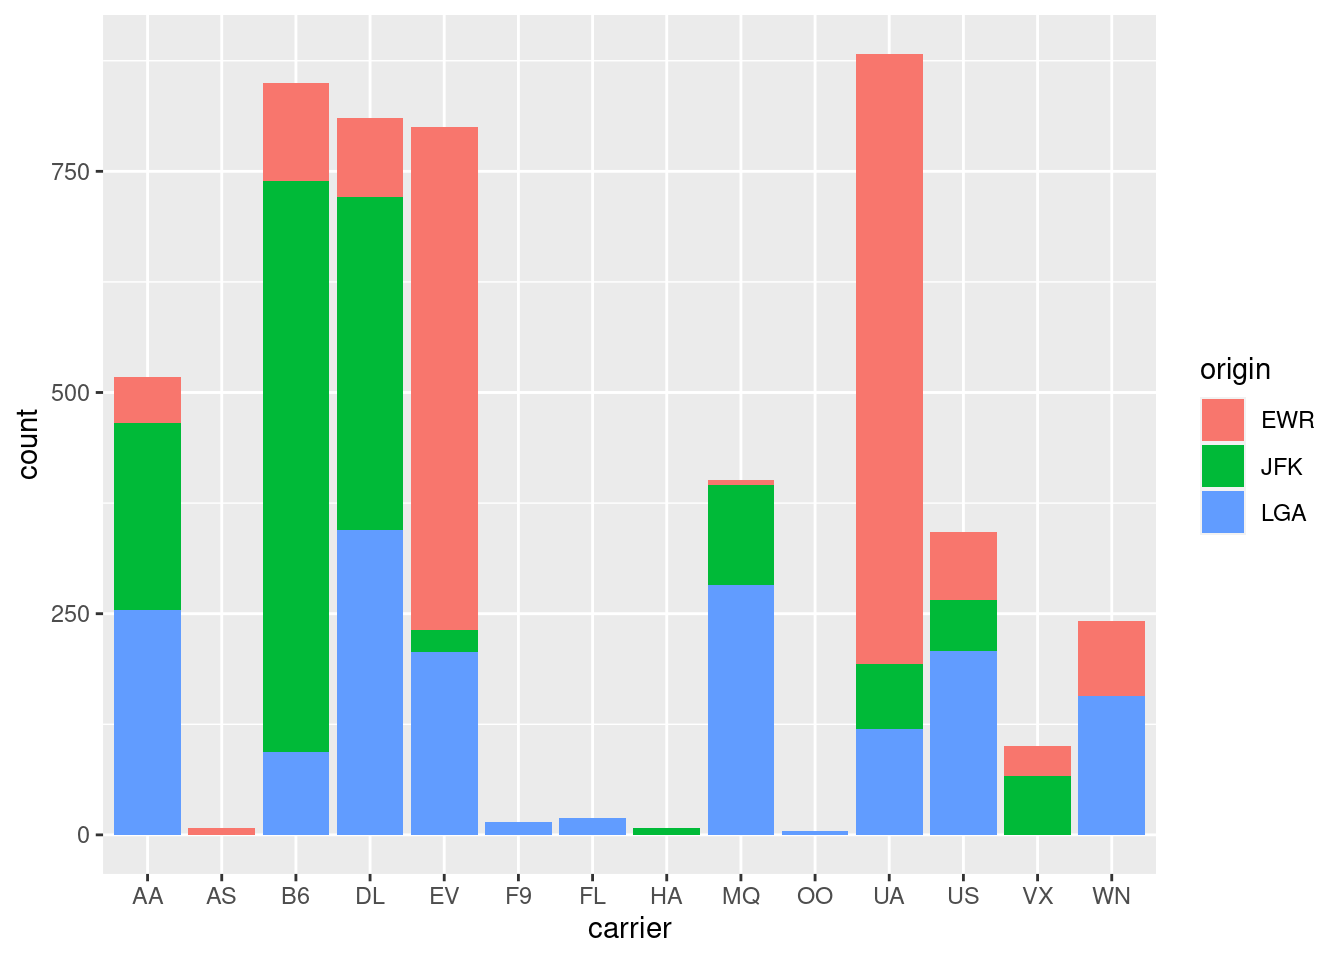 750
500
250
0
count
AA AS B6 DL EV F9 FL HA MQ OO UA US VX WN
carrier
origin
EWR
JFK
LGA